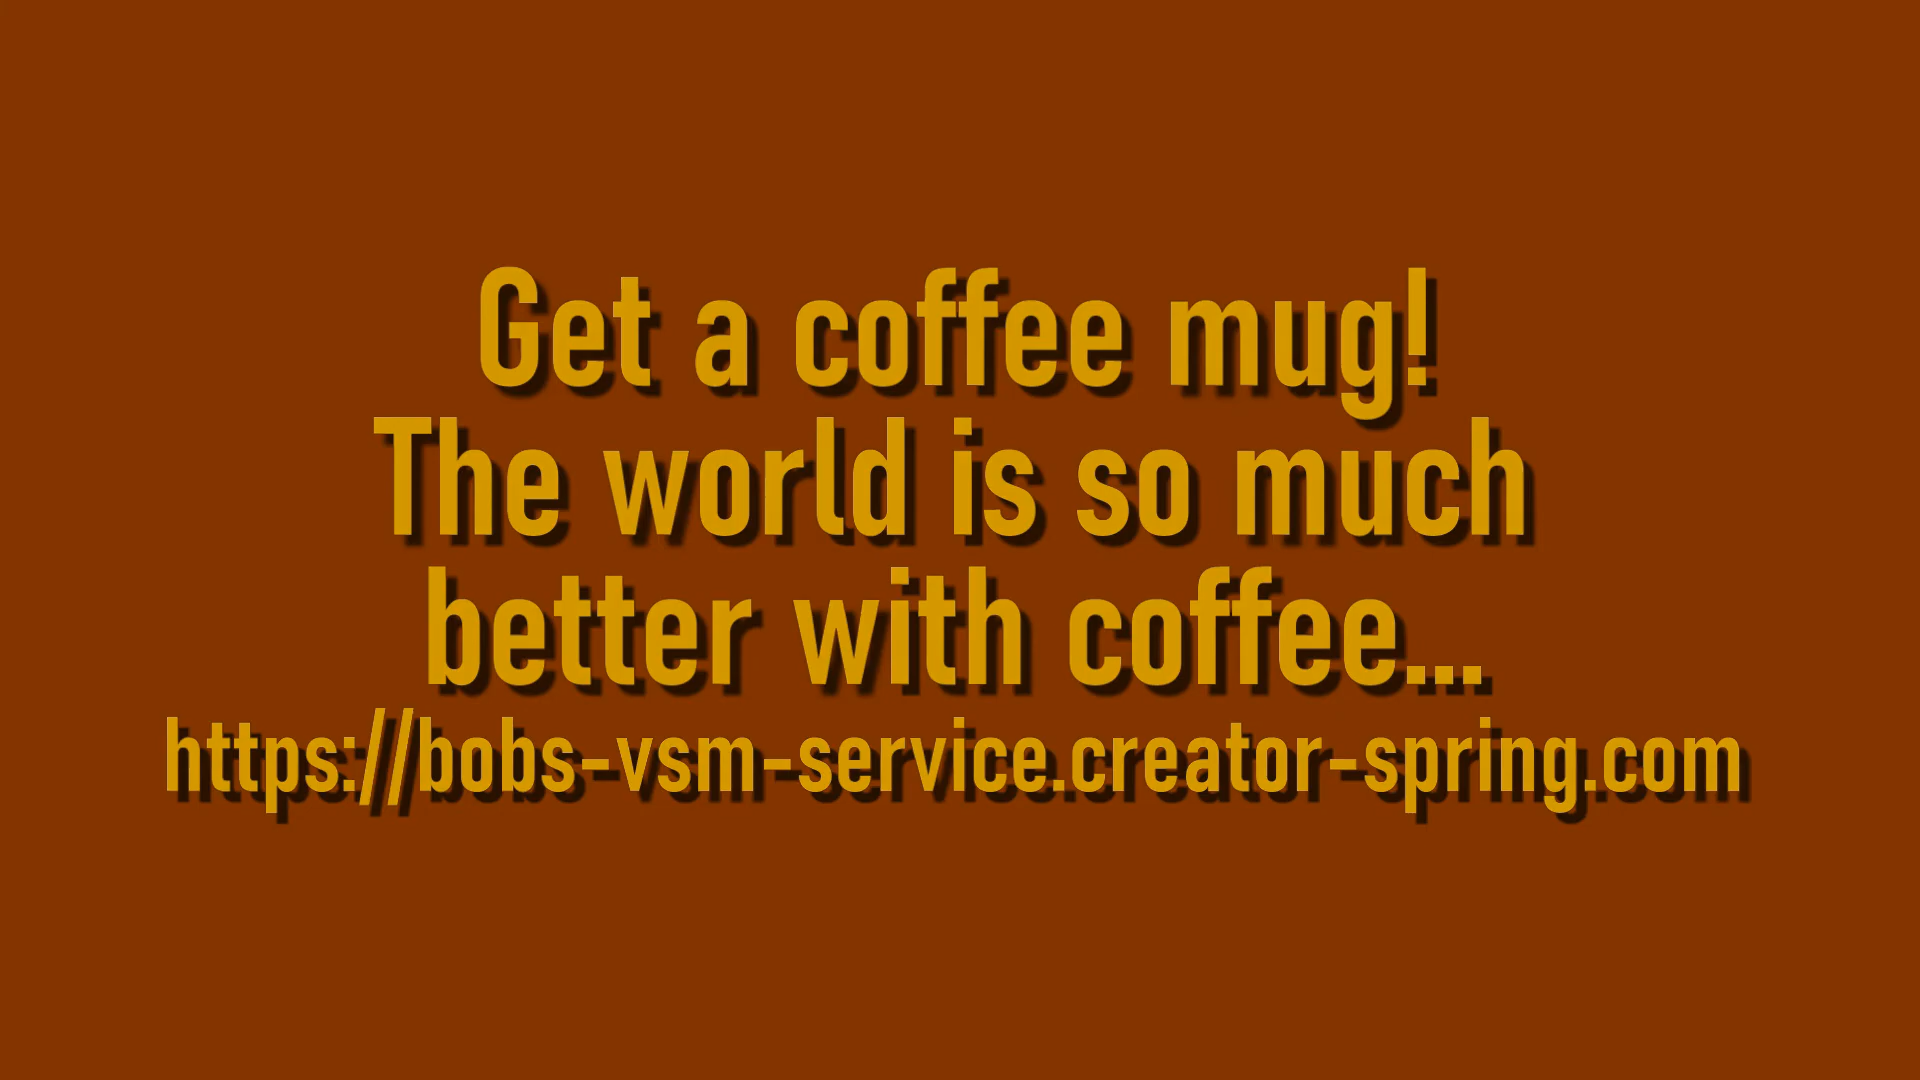 Get a coffee mug!
The world is so much
better with coffee...
https://bobs-vsm-service.creator-spring.com